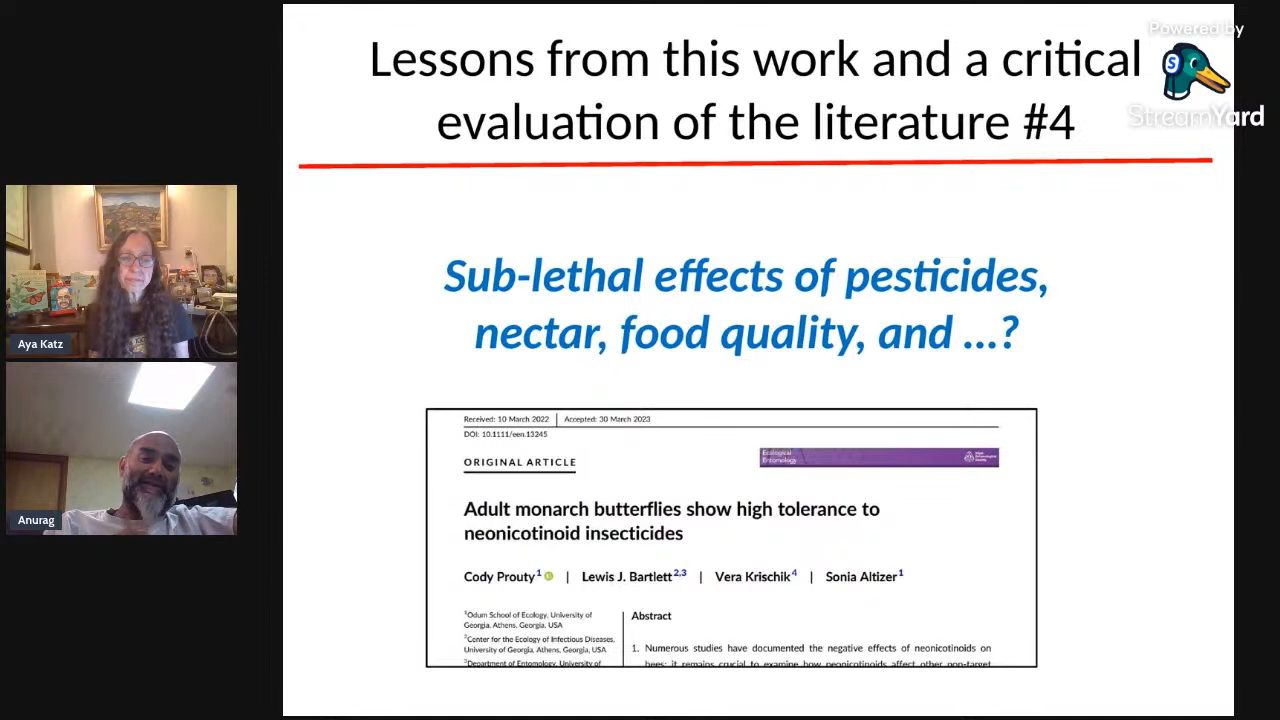 Lessons from this work and a critical
evaluation of the literature #4
Powered by
S
StreamYard
Sub-lethal effects of pesticides,
nectar, food quality, and ...?
Aya Katz
Anurag
Received: 10 March 2022 | Accepted: 30 March 2023
DOI: 10.1111/een.13245
ORIGINAL ARTICLE
Ecological
Entomology
Adult monarch butterflies show high tolerance to
neonicotinoid insecticides
Cody Prouty1 | Lewis J. Bartlett2,3 | Vera Krischik4 | Sonia Altizer1
1Odum School of Ecology, University of
Georgia, Athens, Georgia, USA
2Center for the Ecology of Infectious Diseases,
University of Georgia, Athens, Georgia, USA
3Department of Entomology, University of
Abstract
1. Numerous studies have documented the negative effects of neonicotinoids on
bees; it remains crucial to examine how neonicotinoids affect other non-target